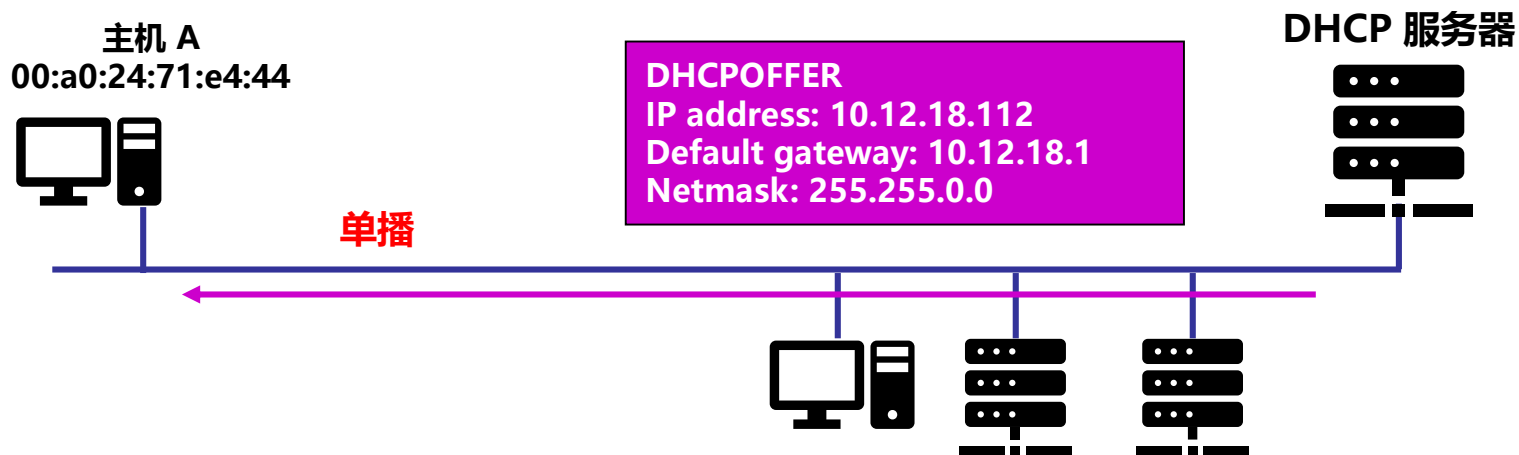 主机 A
00:a0:24:71:e4:44
DHCPOFFER
IP address: 10.12.18.112
Default gateway: 10.12.18.1
Netmask: 255.255.0.0
DHCP 服务器
单播